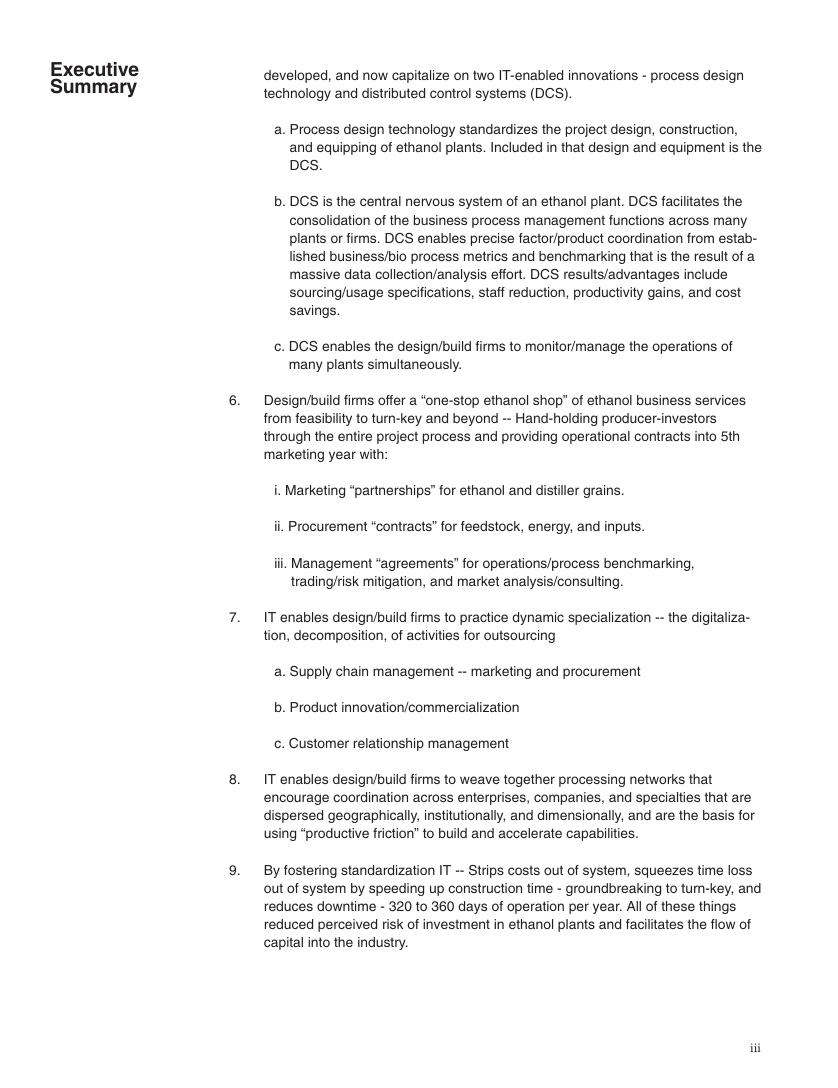 Executive
Summary
developed, and now capitalize on two IT-enabled innovations - process design
technology and distributed control systems (DCS).
a. Process design technology standardizes the project design, construction,
and equipping of ethanol plants. Included in that design and equipment is the
DCS.
b. DCS is the central nervous system of an ethanol plant. DCS facilitates the
consolidation of the business process management functions across many
plants or firms. DCS enables precise factor/product coordination from estab-
lished business/bio process metrics and benchmarking that is the result of a
massive data collection/analysis effort. DCS results/advantages include
sourcing/usage specifications, staff reduction, productivity gains, and cost
savings.
c. DCS enables the design/build firms to monitor/manage the operations of
many plants simultaneously.
6. Design/build firms offer a “one-stop ethanol shop” of ethanol business services
from feasibility to turn-key and beyond -- Hand-holding producer-investors
through the entire project process and providing operational contracts into 5th
marketing year with:
i. Marketing “partnerships” for ethanol and distiller grains.
ii. Procurement “contracts” for feedstock, energy, and inputs.
iii. Management “agreements” for operations/process benchmarking,
trading/risk mitigation, and market analysis/consulting.
7. IT enables design/build firms to practice dynamic specialization -- the digitaliza-
tion, decomposition, of activities for outsourcing
a. Supply chain management -- marketing and procurement
b. Product innovation/commercialization
c. Customer relationship management
8. IT enables design/build firms to weave together processing networks that
encourage coordination across enterprises, companies, and specialties that are
dispersed geographically, institutionally, and dimensionally, and are the basis for
using “productive friction” to build and accelerate capabilities.
9. By fostering standardization IT -- Strips costs out of system, squeezes time loss
out of system by speeding up construction time - groundbreaking to turn-key, and
reduces downtime - 320 to 360 days of operation per year. All of these things
reduced perceived risk of investment in ethanol plants and facilitates the flow of
capital into the industry.
iii